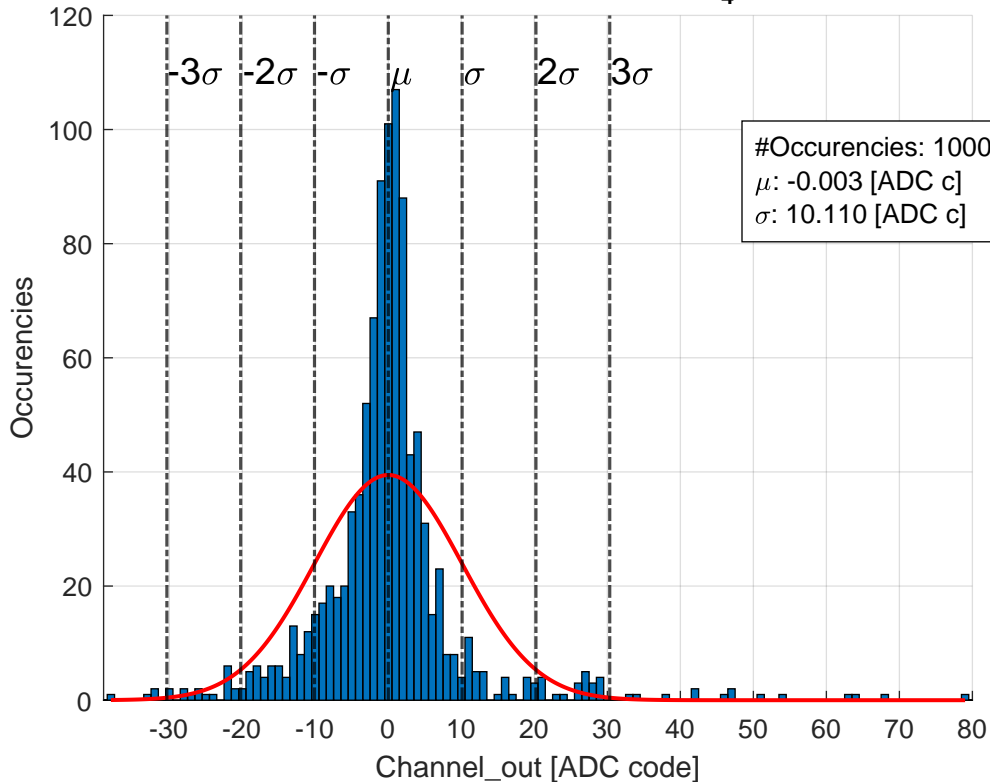 4
120
100
80
60
40
20
0
-3σ -2σ -σ μ σ 2σ 3σ
#Occurencies: 1000
μ: -0.003 [ADC c]
σ: 10.110 [ADC c]
Occurencies
-30 -20 -10 0 10 20 30 40 50 60 70 80
Channel_out [ADC code]